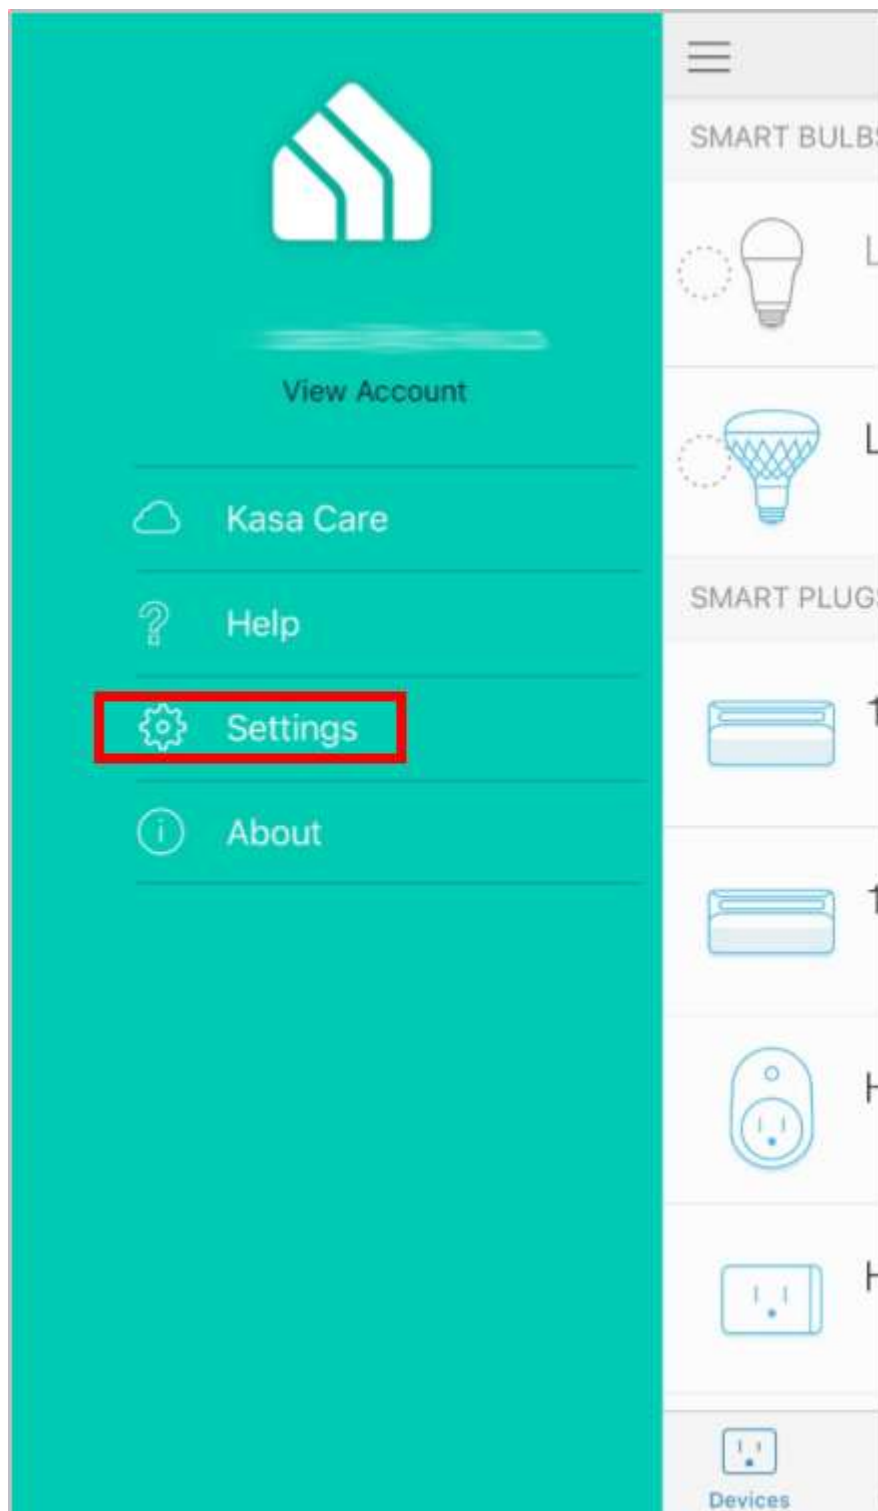 View Account
Kasa Care
Help
Settings
About
SMART BULBS
SMART PLUGS
Devices